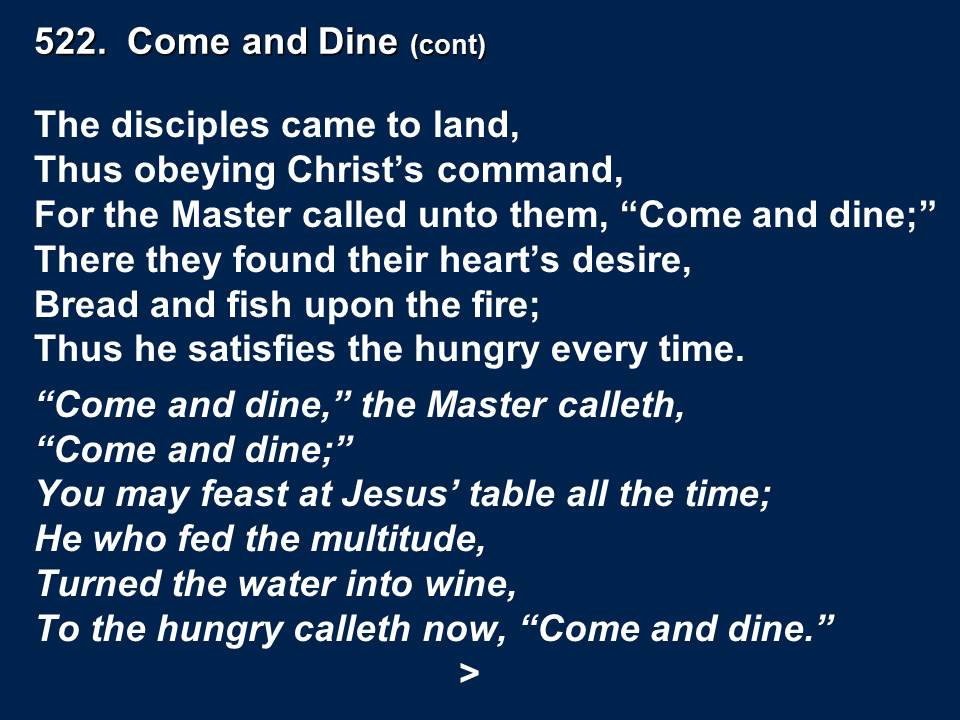 522. Come and Dine (cont)
The disciples came to land,
Thus obeying Christ’s command,
For the Master called unto them, “Come and dine;”
There they found their heart’s desire,
Bread and fish upon the fire;
Thus he satisfies the hungry every time.
“Come and dine,” the Master calleth,
“Come and dine;”
You may feast at Jesus’ table all the time;
He who fed the multitude,
Turned the water into wine,
To the hungry calleth now, “Come and dine.”
>